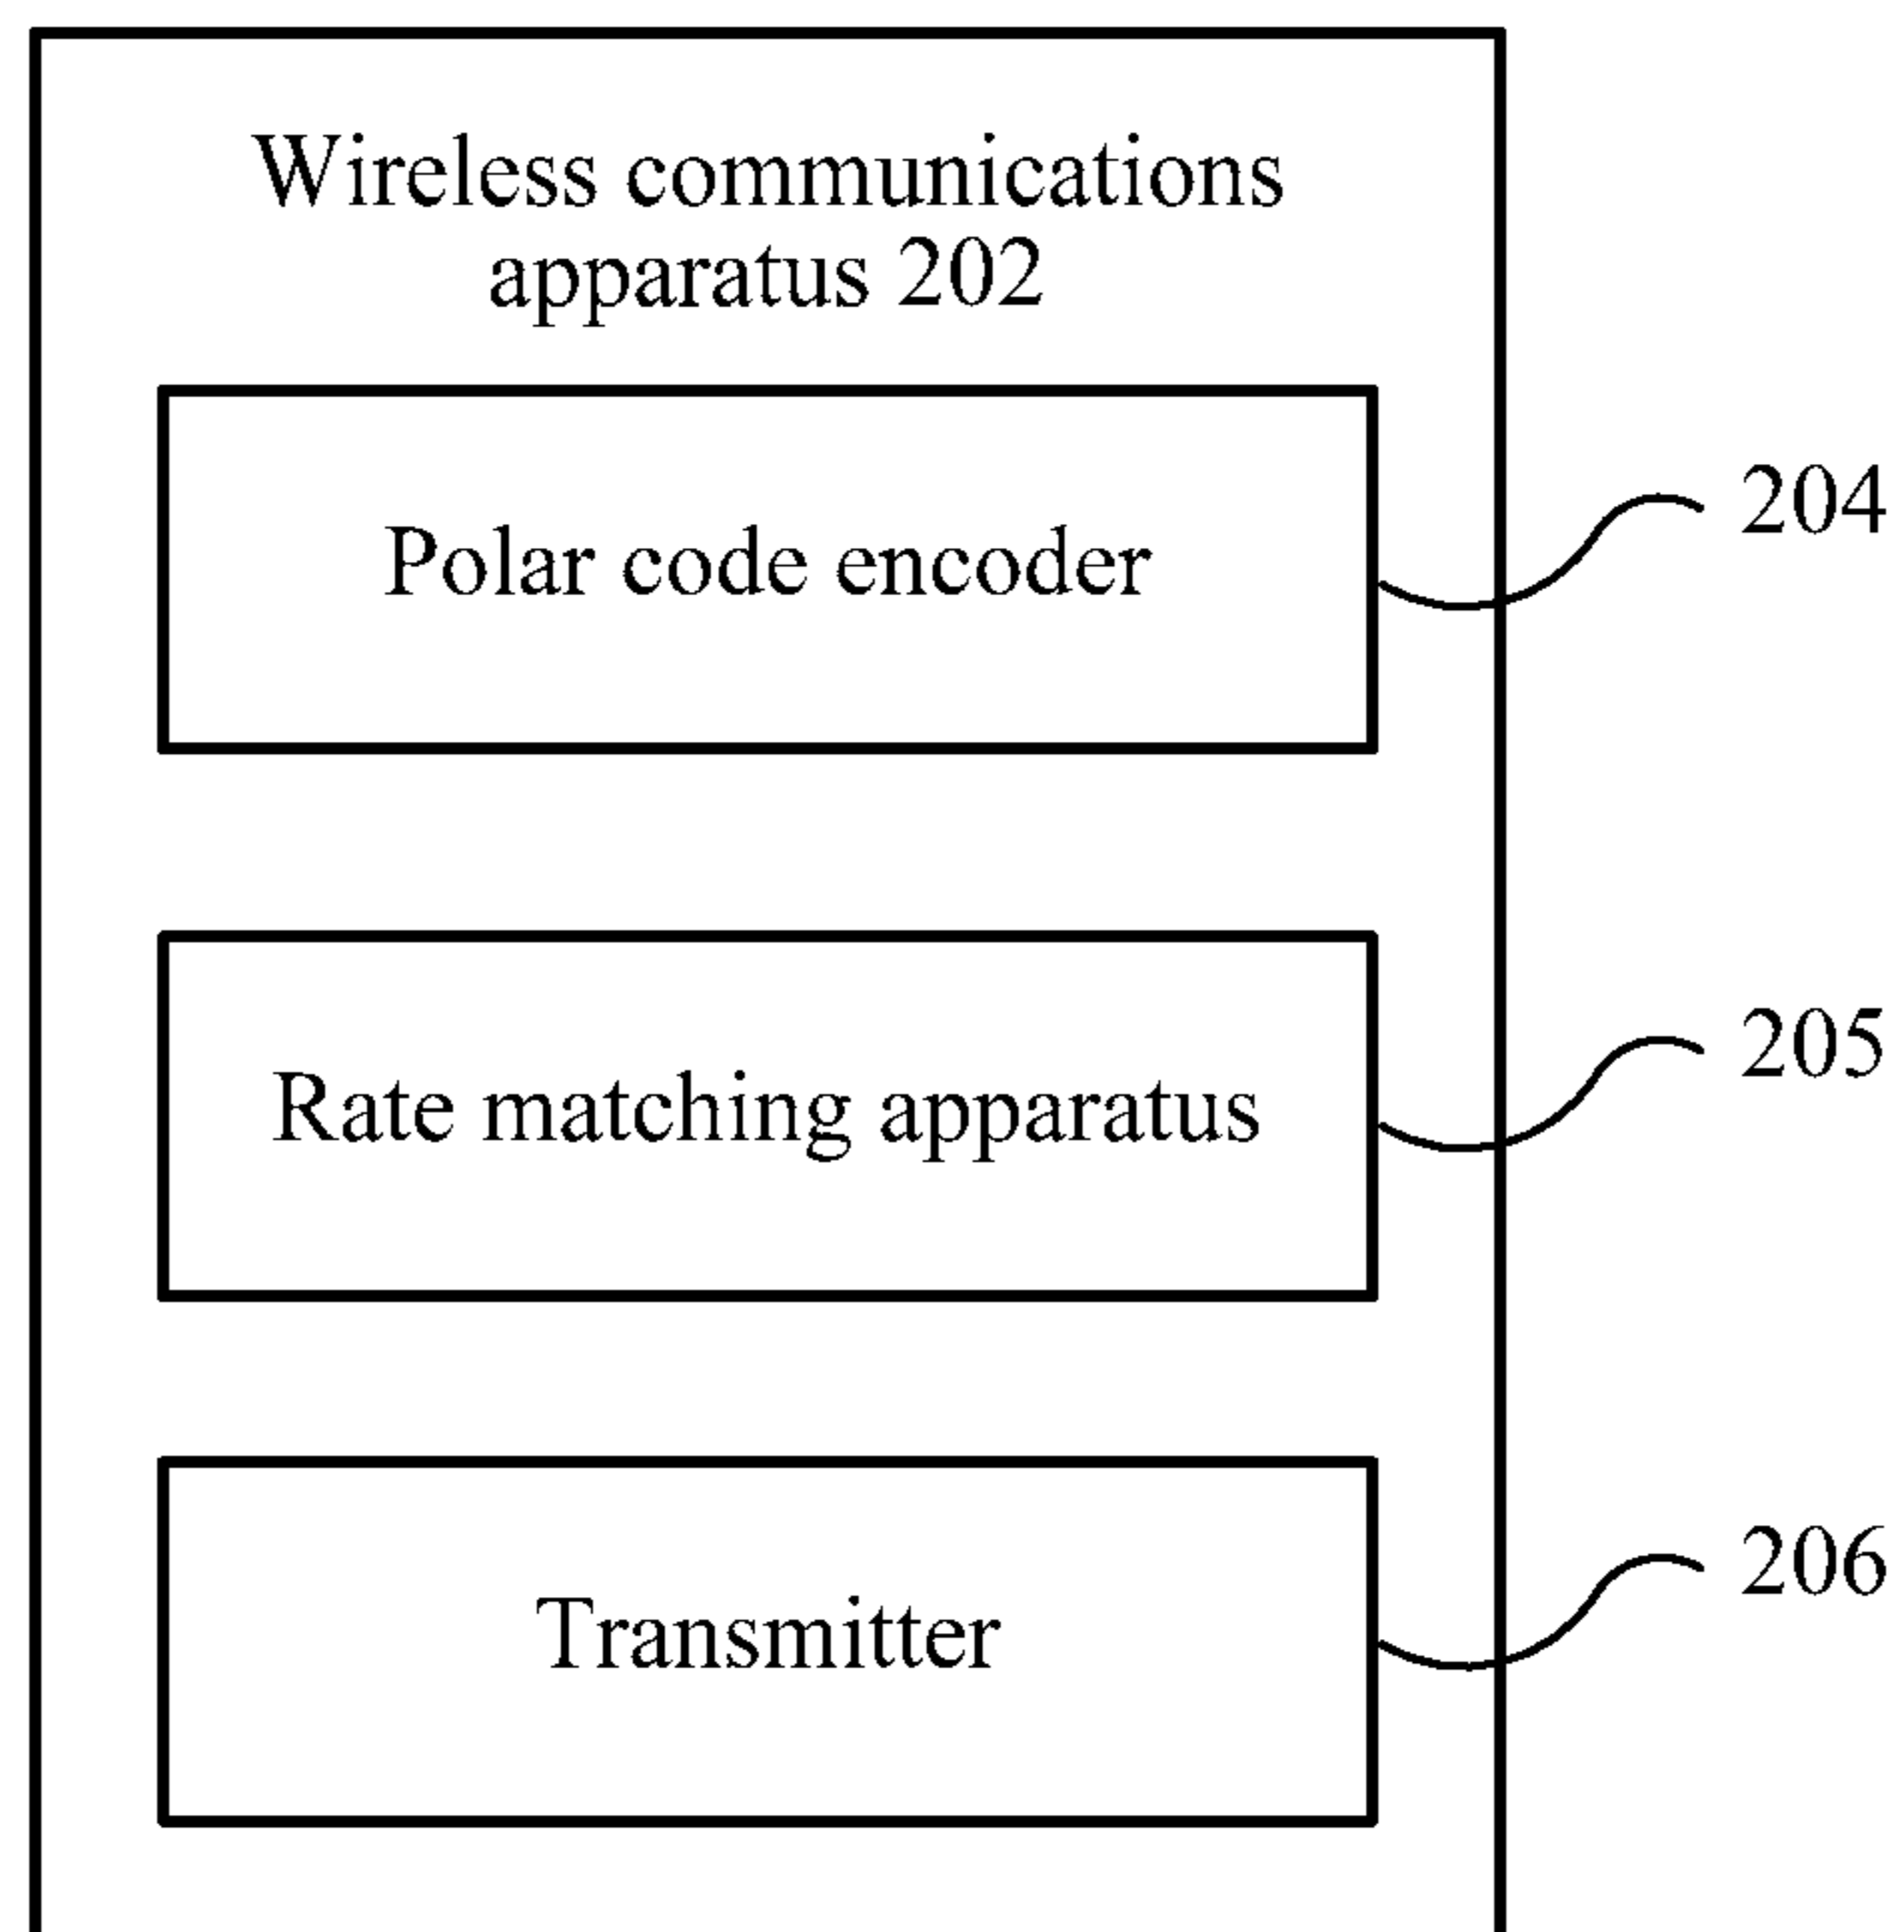 Wireless communications
apparatus 202
Polar code encoder
204
Rate matching apparatus
205
Transmitter
206